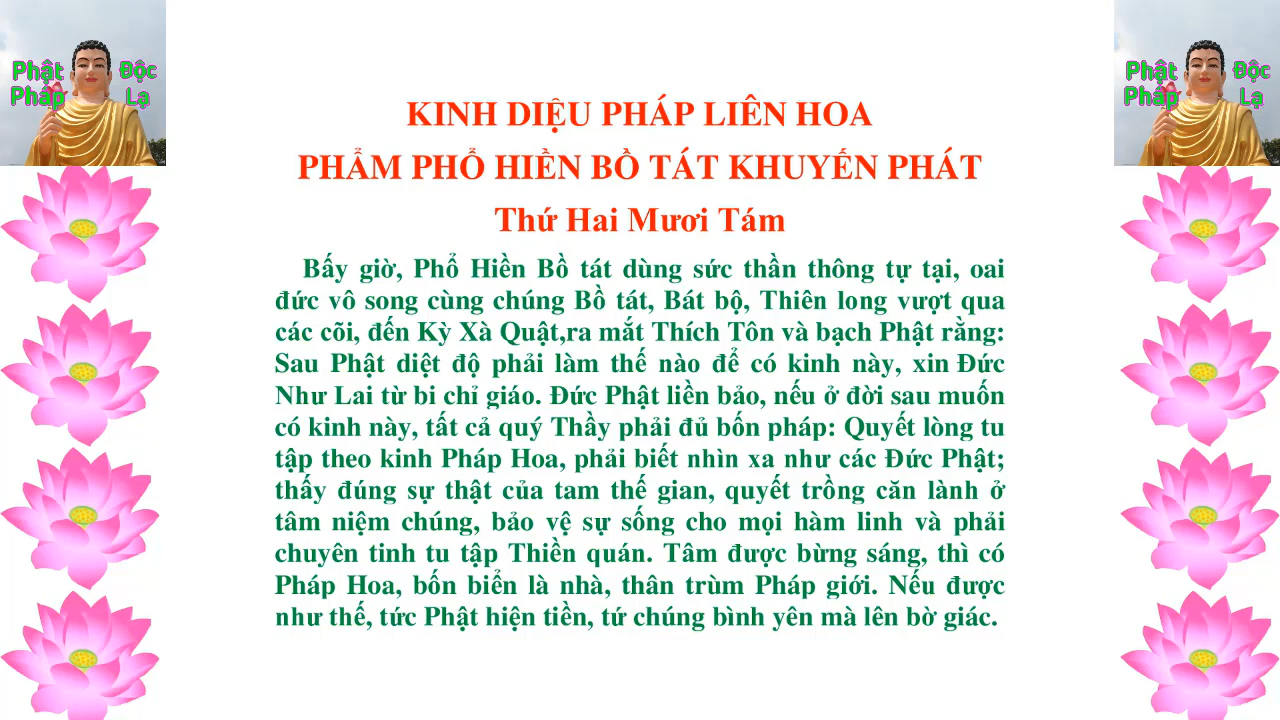 Phật Độc
Pháp Lạ
Phật Độc
Pháp Lạ
KINH DIỆU PHÁP LIÊN HOA
PHẨM PHỔ HIỀN BỒ TÁT KHUYẾN PHÁT
Thứ Hai Mươi Tám
Bấy giờ, Phổ Hiền Bồ tát dùng sức thần thông tự tại, oai
đức vô song cùng chúng Bồ tát, Bát bộ, Thiên long vượt qua
các cõi, đến Kỳ Xà Quật,ra mắt Thích Tôn và bạch Phật rằng:
Sau Phật diệt độ phải làm thế nào để có kinh này, xin Đức
Như Lai từ bi chỉ giáo. Đức Phật liền bảo, nếu ở đời sau muốn
có kinh này, tất cả quý Thầy phải đủ bốn pháp: Quyết lòng tu
tập theo kinh Pháp Hoa, phải biết nhìn xa như các Đức Phật;
thấy đúng sự thật của tam thế gian, quyết trồng căn lành ở
tâm niệm chúng, bảo vệ sự sống cho mọi hàm linh và phải
chuyên tinh tu tập Thiền quán. Tâm được bừng sáng, thì có
Pháp Hoa, bốn biển là nhà, thân trùm Pháp giới. Nếu được
như thế, tức Phật hiện tiền, tứ chúng bình yên mà lên bờ giác.